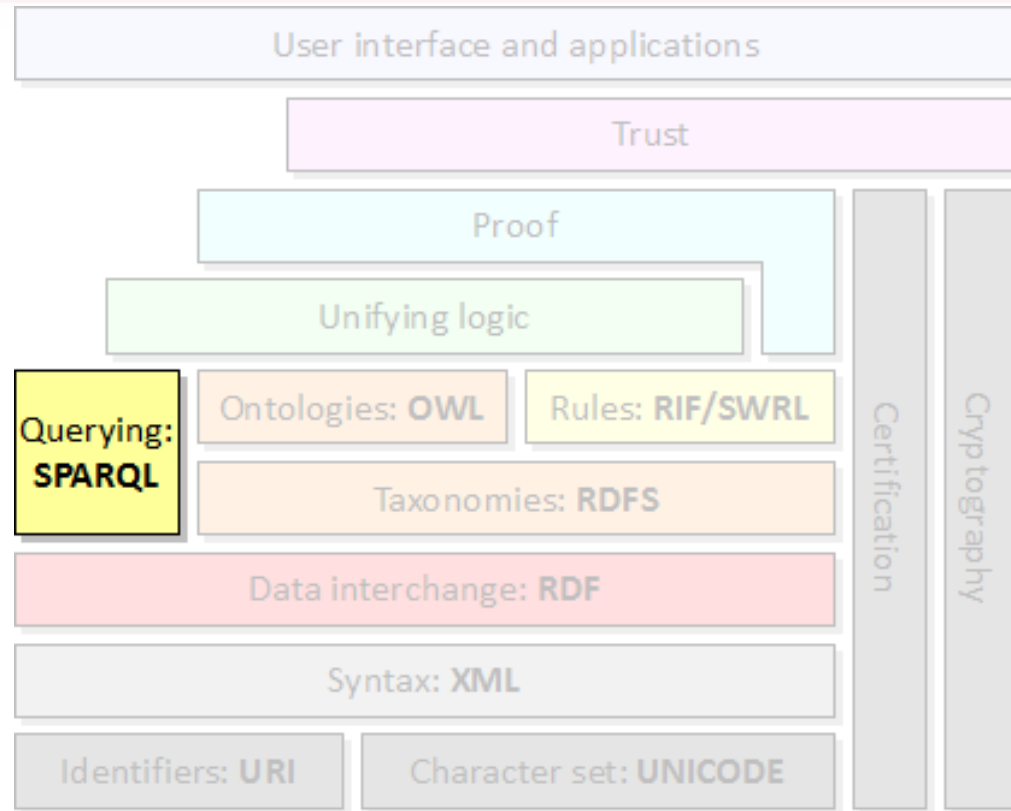 User interface and applications
Trust
Proof
Unifying logic
Querying:
SPARQL
Ontologies: OWL
Rules: RIF/SWRL
Taxonomies: RDFS
Data interchange: RDF
Syntax: XML
Identifiers: URI
Character set: UNICODE
Certification
Cryptography